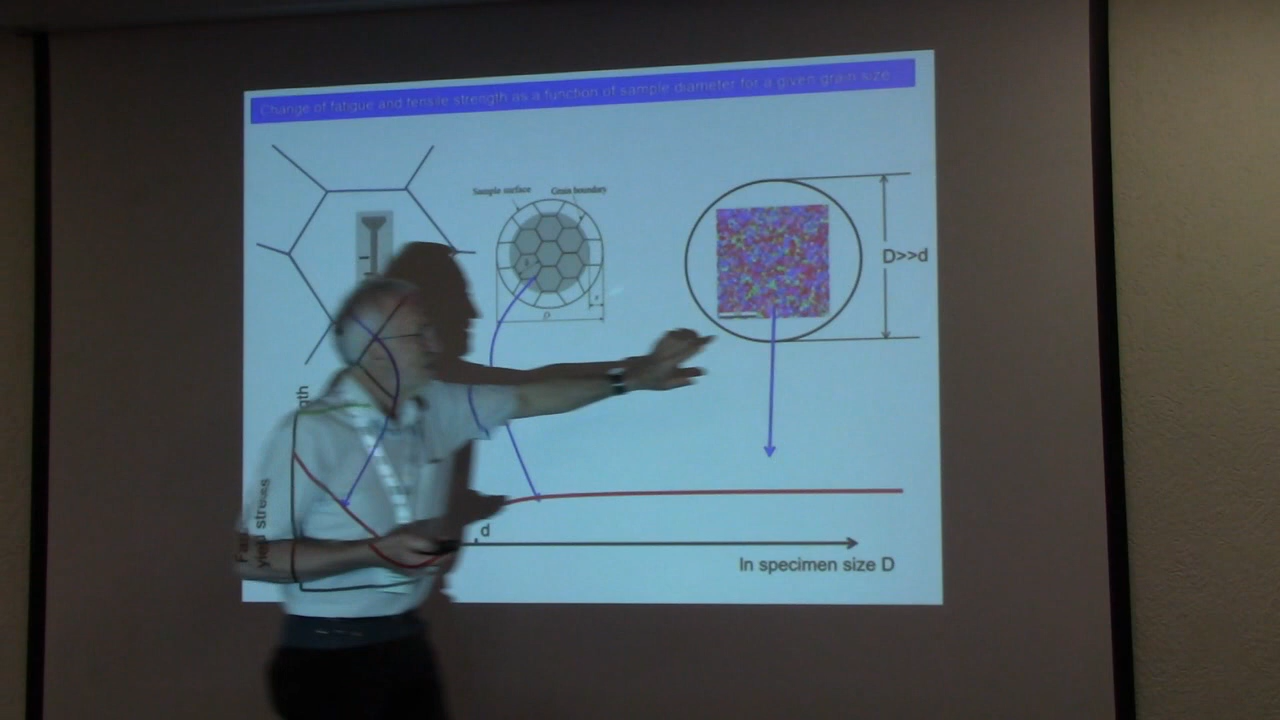 Change of fatigue and tensile strength as a function of sample diameter for a given grain size
Sample surface
Grain boundary
D>>d
D
yield stress
d
In specimen size D